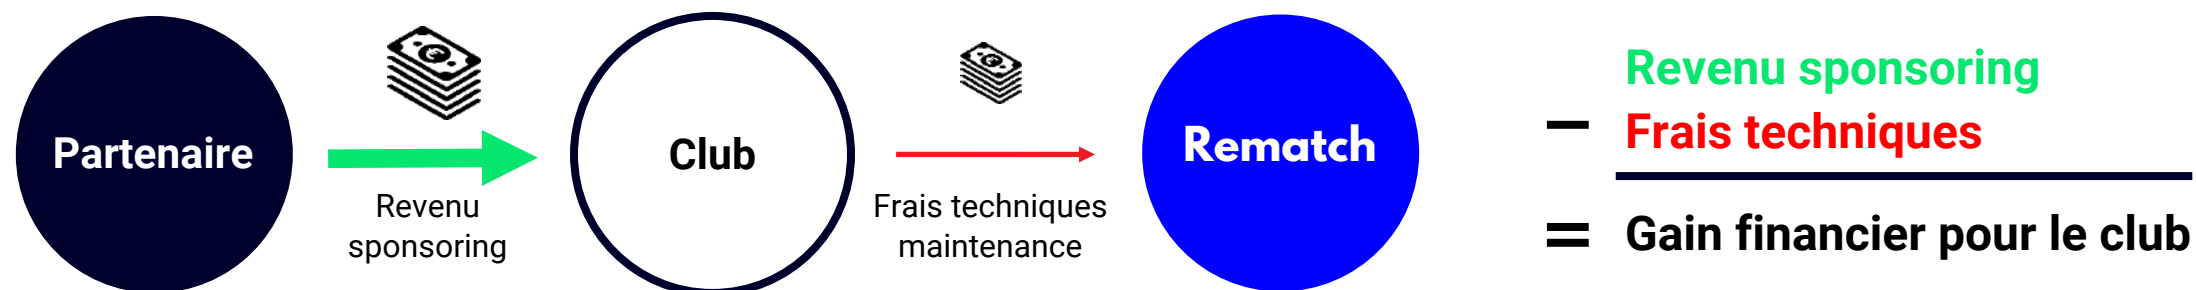 Partenaire
Revenu
sponsoring
Club
Frais techniques
maintenance
Rematch
Revenu sponsoring
− Frais techniques
= Gain financier pour le club